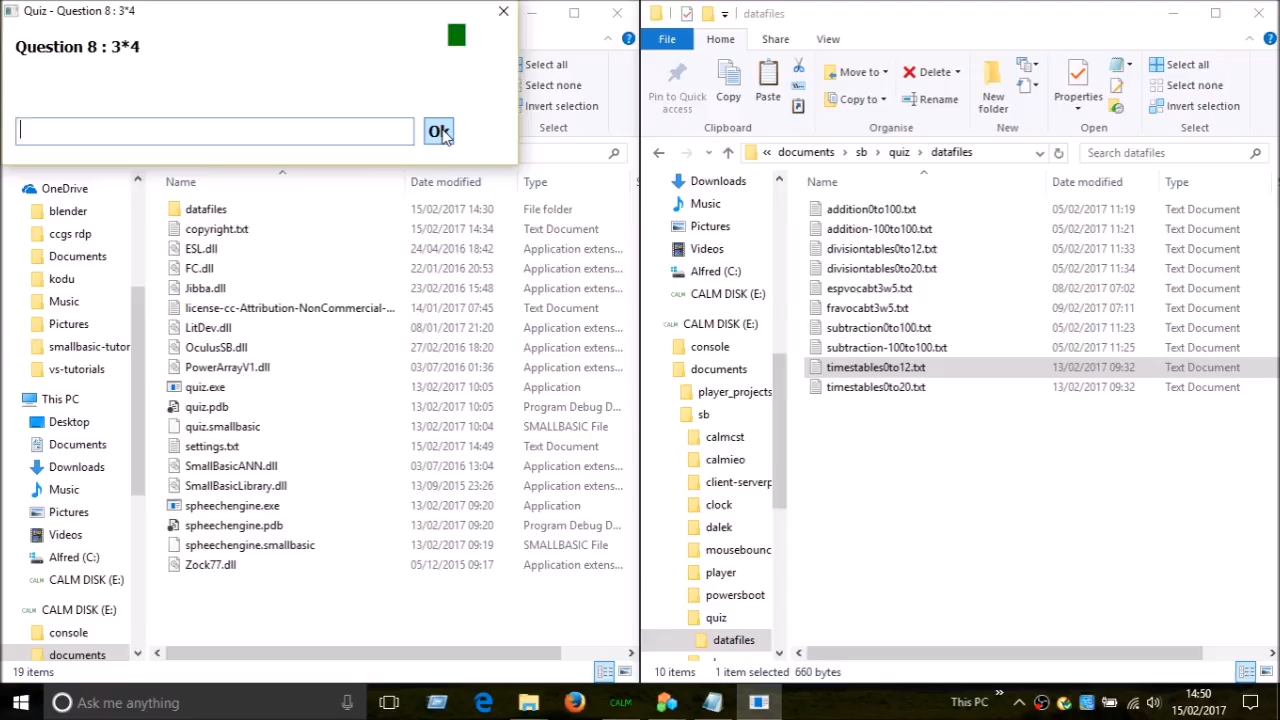 Quiz - Question 8 : 3*4
Question 8 : 3*4
Ok
Select all
Select none
Invert selection
Select
Name
Date modified
Type
OneDrive
blender
ccgs rdp
Documents
kodu
Music
Pictures
smallbasic-tutor
vs-tutorials
This PC
Desktop
Documents
Downloads
Music
Pictures
Videos
Alfred (C:)
CALM DISK (E:)
CALM CALM DISK (E:)
console
documents
datafiles 15/02/2017 14:30 File folder
copyright.txt 15/02/2017 14:34 Text Document
ESL.dll 24/04/2016 18:42 Application extens...
FC.dll 22/01/2016 20:53 Application extens...
Jibba.dll 23/02/2016 15:48 Application extens...
license-cc-Attribution-NonCommercial-... 14/01/2017 07:45 Text Document
LitDev.dll 08/01/2017 21:20 Application extens...
OculusSB.dll 27/02/2016 18:20 Application extens...
PowerArrayV1.dll 03/07/2016 01:36 Application extens...
quiz.exe 13/02/2017 10:05 Application
quiz.pdb 13/02/2017 10:05 Program Debug D...
quiz.smallbasic 13/02/2017 10:04 SMALLBASIC File
settings.txt 15/02/2017 14:49 Text Document
SmallBasicANN.dll 03/07/2016 13:04 Application extens...
SmallBasicLibrary.dll 13/09/2015 23:26 Application extens...
spheechengine.exe 13/02/2017 09:20 Application
spheechengine.pdb 13/02/2017 09:20 Program Debug D...
spheechengine.smallbasic 13/02/2017 09:19 SMALLBASIC File
Zock77.dll 05/12/2015 09:17 Application extens...
19 items
datafiles
File Home Share View
Pin to Quick access
Copy
Paste
Clipboard
Move to
Copy to
Delete
Rename
Organise
New folder
New
Properties
Open
Select all
Select none
Invert selection
Select
« documents > sb > quiz > datafiles
Search datafiles
Name
Date modified
Type
Downloads
Music
Pictures
Videos
Alfred (C:)
CALM CALM DISK (E:)
CALM CALM DISK (E:)
console
documents
player_projects
sb
calmcst
calmieo
client-serverp
clock
dalek
mousebounc
player
powersboot
quiz
datafiles
addition0to100.txt 05/02/2017 11:19 Text Document
addition-100to100.txt 05/02/2017 11:21 Text Document
divisiontables0to12.txt 05/02/2017 11:33 Text Document
divisiontables0to20.txt 05/02/2017 11:34 Text Document
espvocabt3w5.txt 08/02/2017 07:02 Text Document
fravocabt3w5.txt 09/02/2017 07:11 Text Document
subtraction0to100.txt 05/02/2017 11:23 Text Document
subtraction-100to100.txt 05/02/2017 11:25 Text Document
timestables0to12.txt 13/02/2017 09:32 Text Document
timestables0to20.txt 13/02/2017 09:32 Text Document
10 items 1 item selected 660 bytes
Ask me anything
CALM
This PC
14:50
15/02/2017